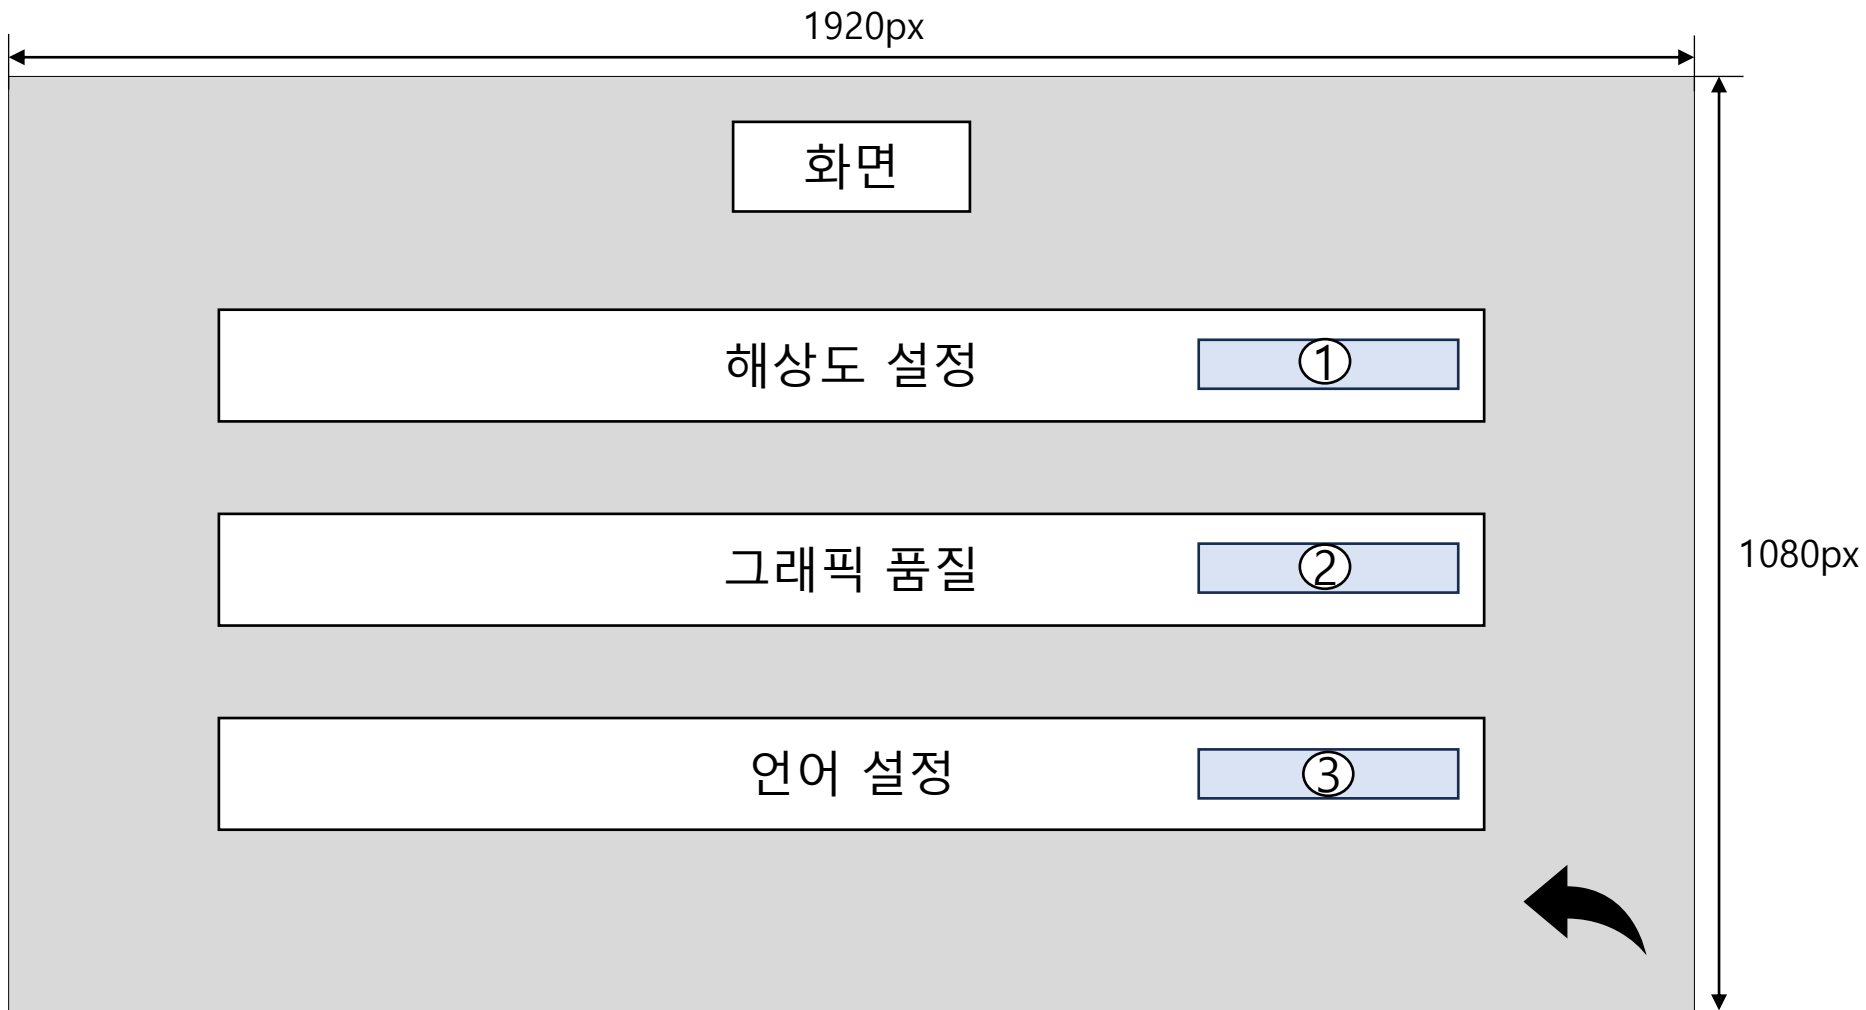 1920px
화면
해상도 설정 ①
그래픽 품질 ②
1080px
언어 설정 ③